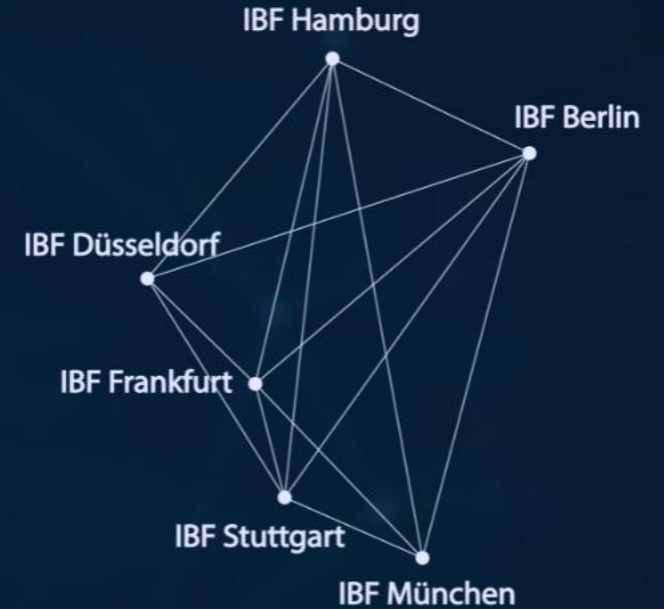 IBF Hamburg
IBF Berlin
IBF Düsseldorf
IBF Frankfurt
IBF Stuttgart
IBF München